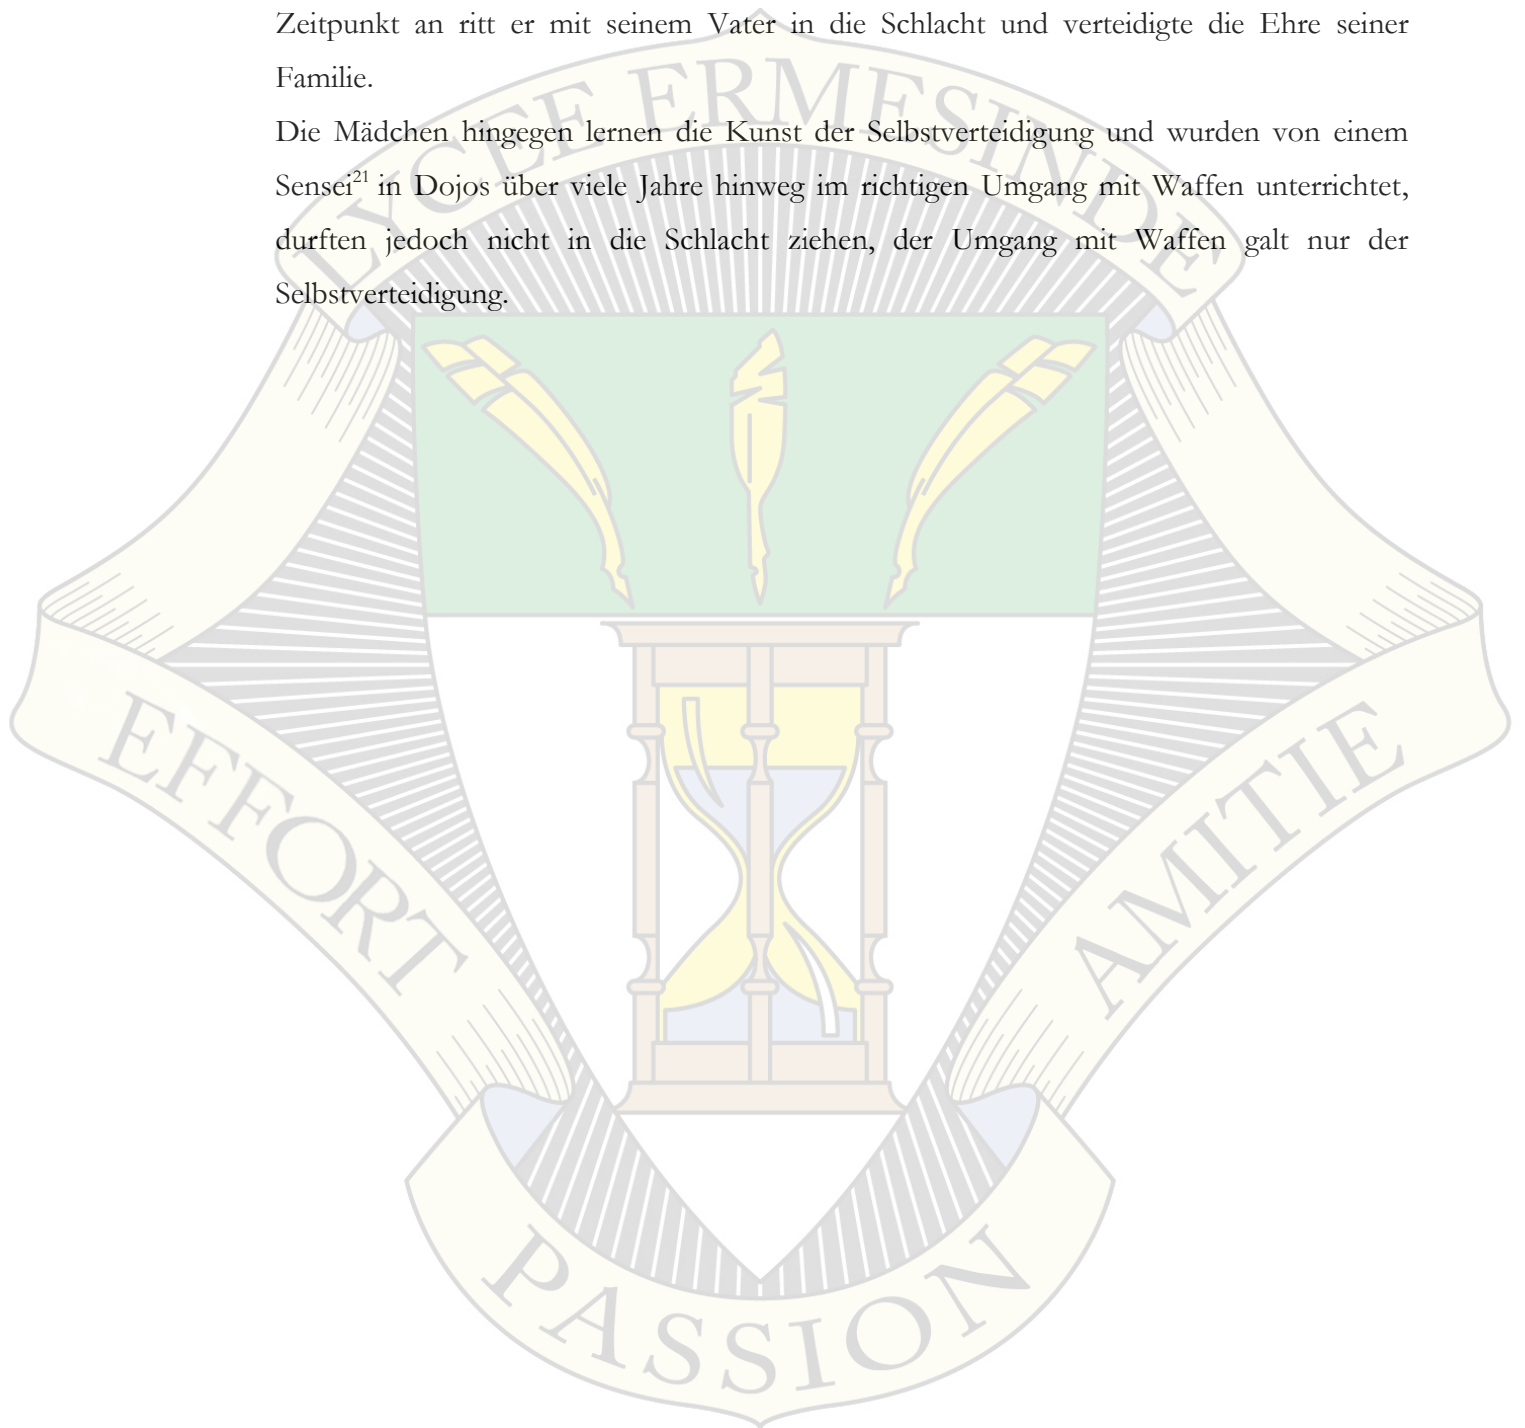 Zeitpunkt an ritt er mit seinem Vater in die Schlacht und verteidigte die Ehre seiner
Familie.
Die Mädchen hingegen lernen die Kunst der Selbstverteidigung und wurden von einem
Sensei21 in Dojos über viele Jahre hinweg im richtigen Umgang mit Waffen unterrichtet,
durften jedoch nicht in die Schlacht ziehen, der Umgang mit Waffen galt nur der
Selbstverteidigung.
LYCEE ERMESINDE
EFFORT
AMITIE
PASSION